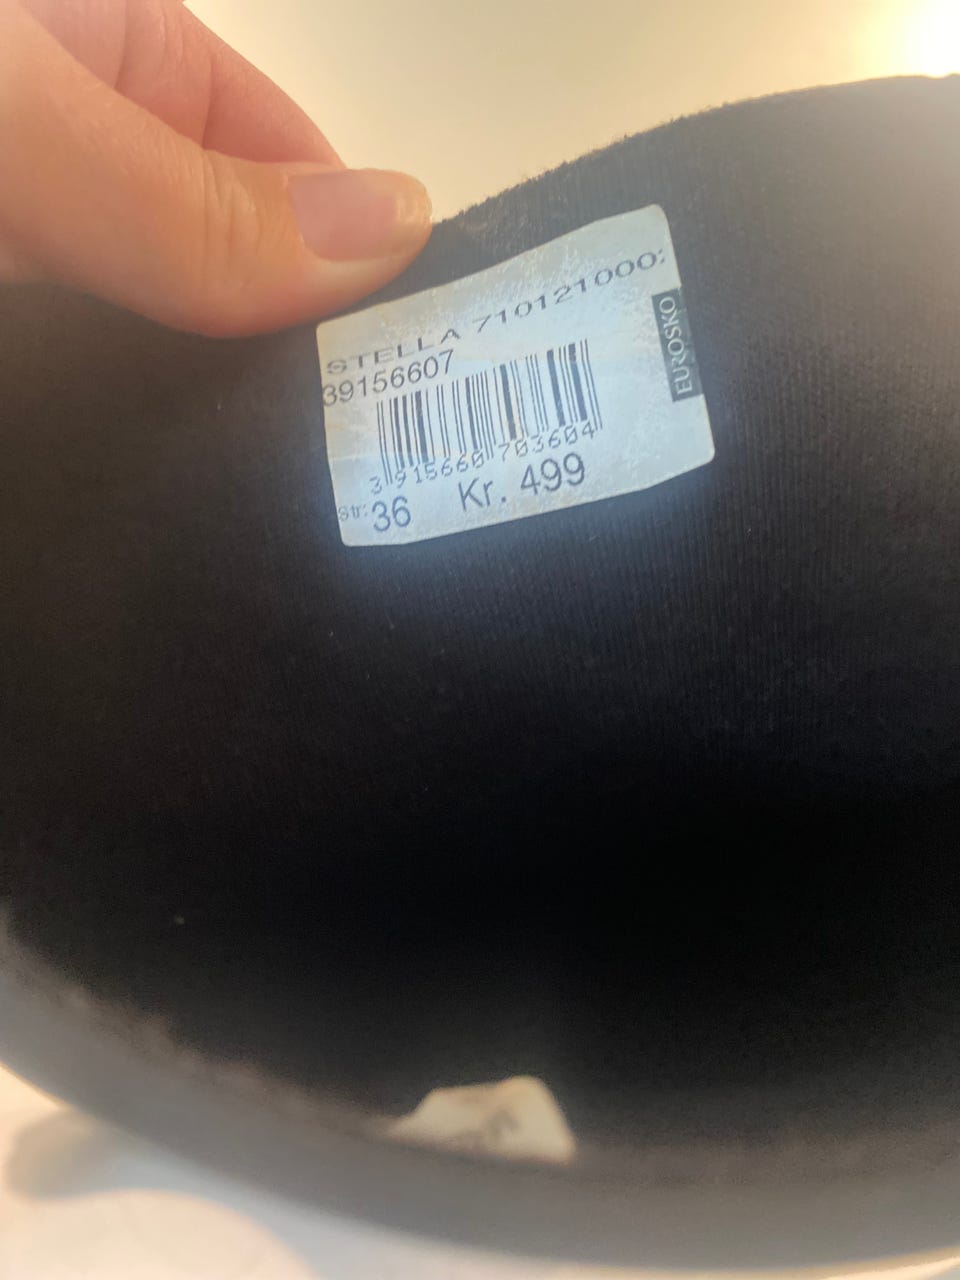 STELLA 710121000
39156607
3 915660 703604
Str: 36 Kr. 499
EUROSKO